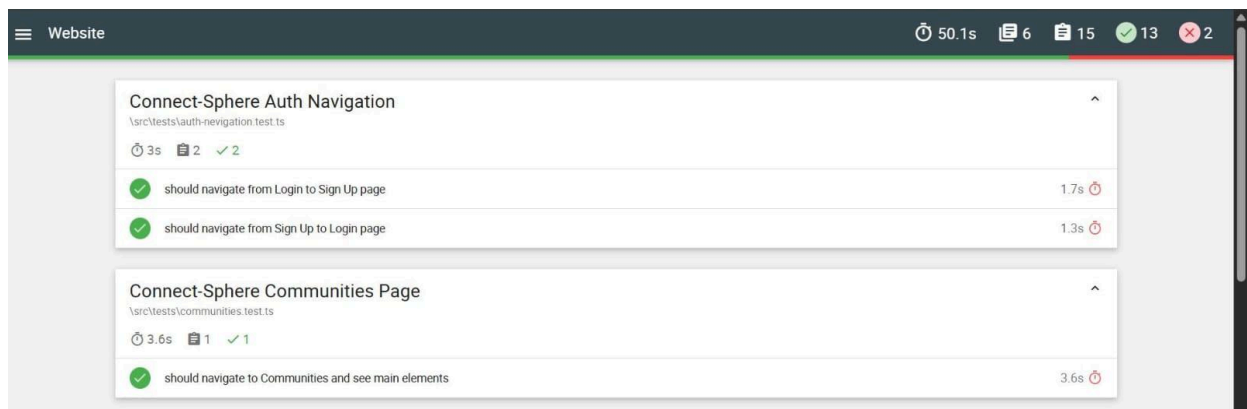 Website
50.1s 6 15 13 2
Connect-Sphere Auth Navigation
\src\tests\auth-nevigation.test.ts
3s 2 2
should navigate from Login to Sign Up page 1.7s
should navigate from Sign Up to Login page 1.3s
Connect-Sphere Communities Page
\src\tests\communities.test.ts
3.6s 1 1
should navigate to Communities and see main elements 3.6s